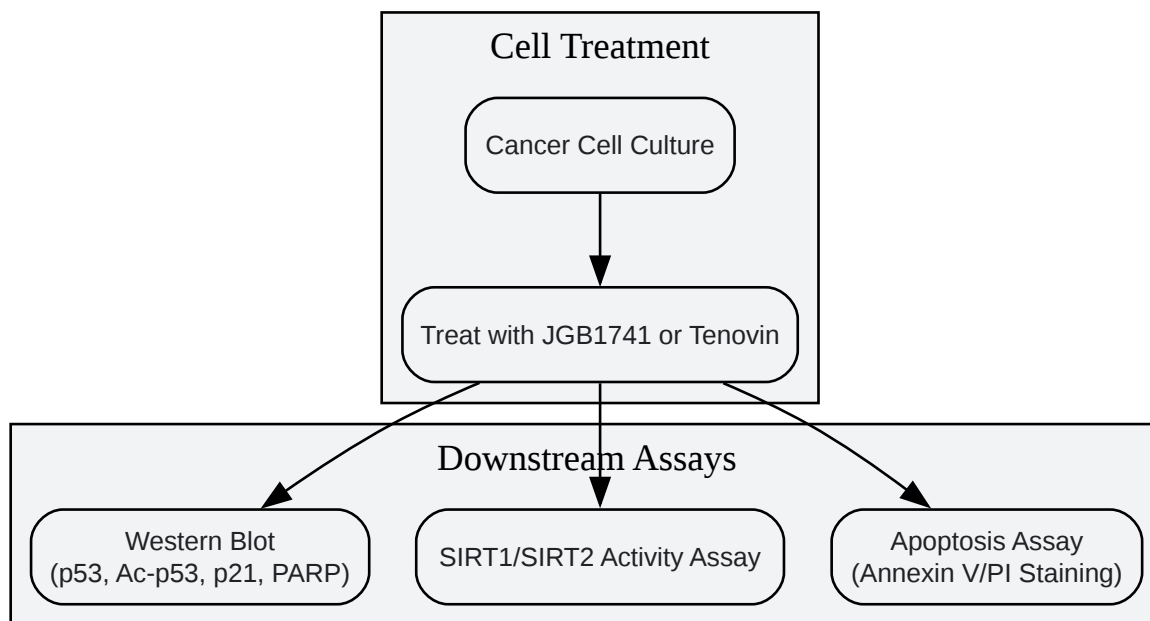 Cell Treatment
Cancer Cell Culture
Treat with JGB1741 or Tenovin
Downstream Assays
Western Blot
(p53, Ac-p53, p21, PARP)
SIRT1/SIRT2 Activity Assay
Apoptosis Assay
(Annexin V/PI Staining)